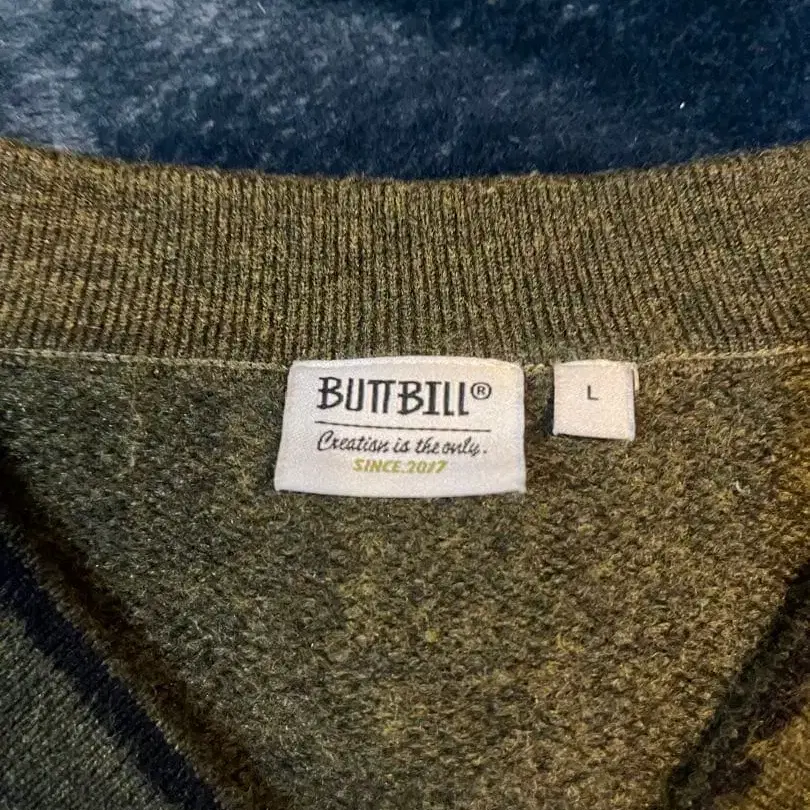 BUTTBILL®
Creation is the only.
SINCE.2017
L